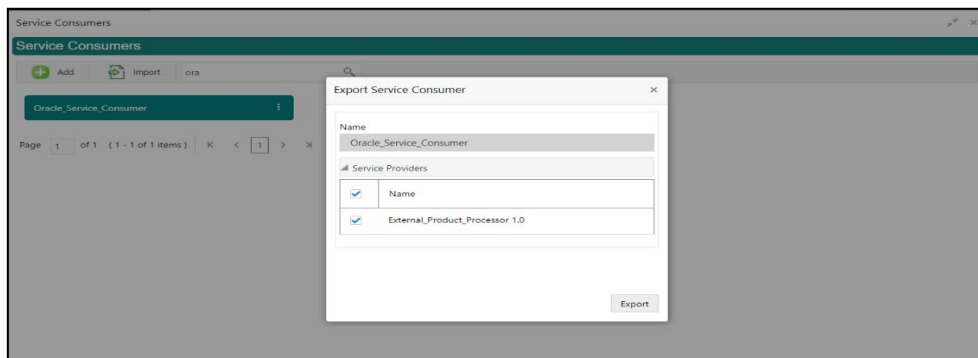 Service Consumers
Service Consumers
Add Import ora
Oracle_Service_Consumer
Page 1 of 1 (1 - 1 of 1 items) 1
Export Service Consumer
Name
Oracle_Service_Consumer
Service Providers
Name
External_Product_Processor 1.0
Export